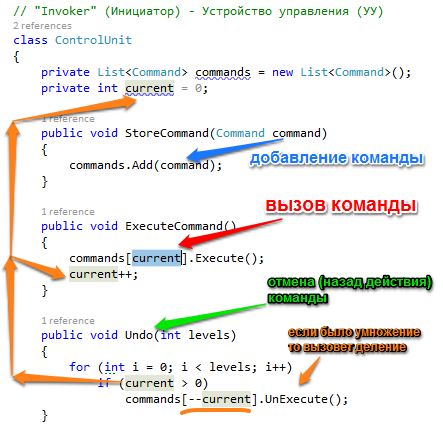 // "Invoker" (Инициатор) - Устройство управления (УУ)
2 references
class ControlUnit
{
private List<Command> commands = new List<Command>();
private int current = 0;
1 reference
public void StoreCommand(Command command)
{
commands.Add(command);
}
добавление команды
1 reference
public void ExecuteCommand()
{
commands[current].Execute();
current++;
}
вызов команды
1 reference
public void Undo(int levels)
{
for (int i = 0; i < levels; i++)
if (current > 0)
commands[--current].UnExecute();
}
отмена (назад действия)
команды
если было умножение
то вызовет деление